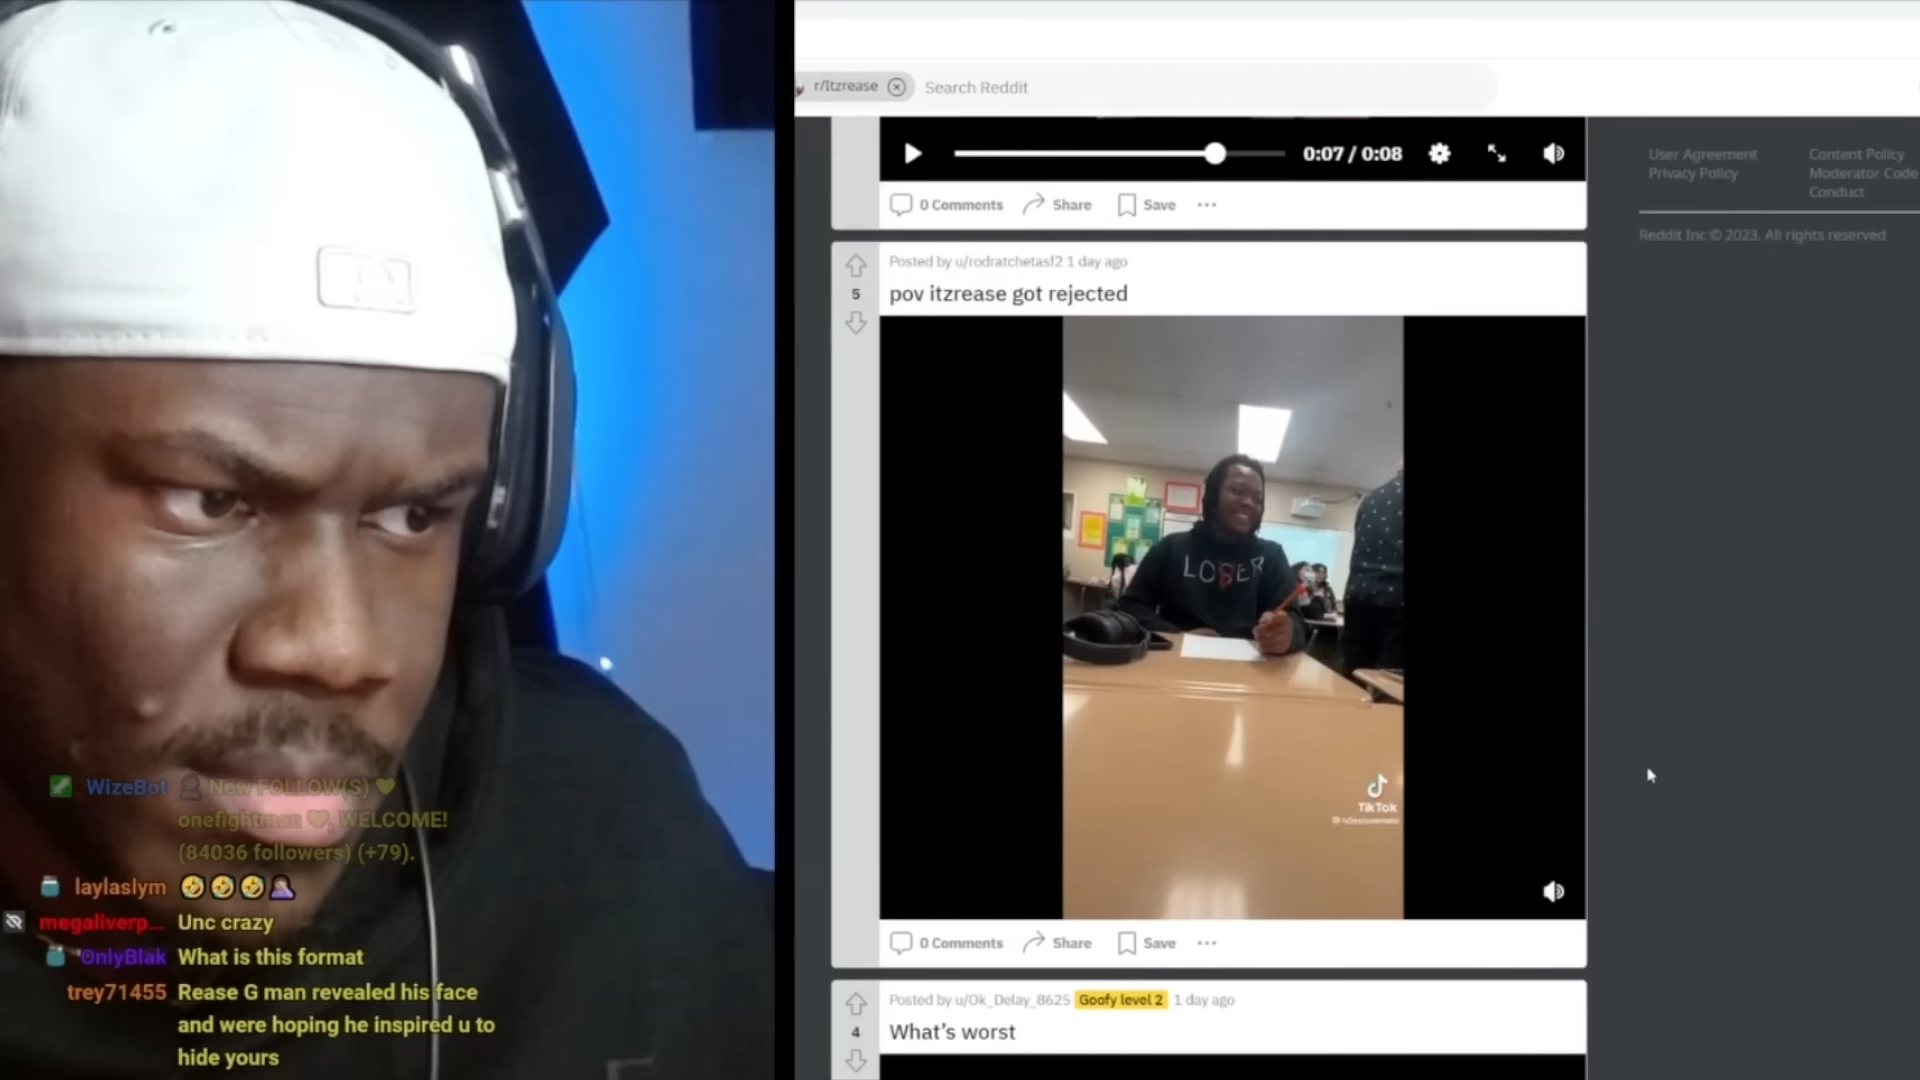 r/Itzrease
Search Reddit
0:07 / 0:08
User Agreement
Privacy Policy
Content Policy
Moderator Code
Conduct
Reddit Inc © 2023. All rights reserved
0 Comments Share Save
Posted by u/rodratchetasf2 1 day ago
5
pov itzrease got rejected
LOSER
TikTok
0 Comments Share Save
Posted by u/Ok_Delay_8625 Goofy level 2 1 day ago
4
What's worst
WizeBot New FOLLOW(S)
onefightman, WELCOME!
(84036 followers) (+79).
laylaslym
megaliverp... Unc crazy
OnlyBlak What is this format
trey71455 Rease G man revealed his face
and were hoping he inspired u to
hide yours